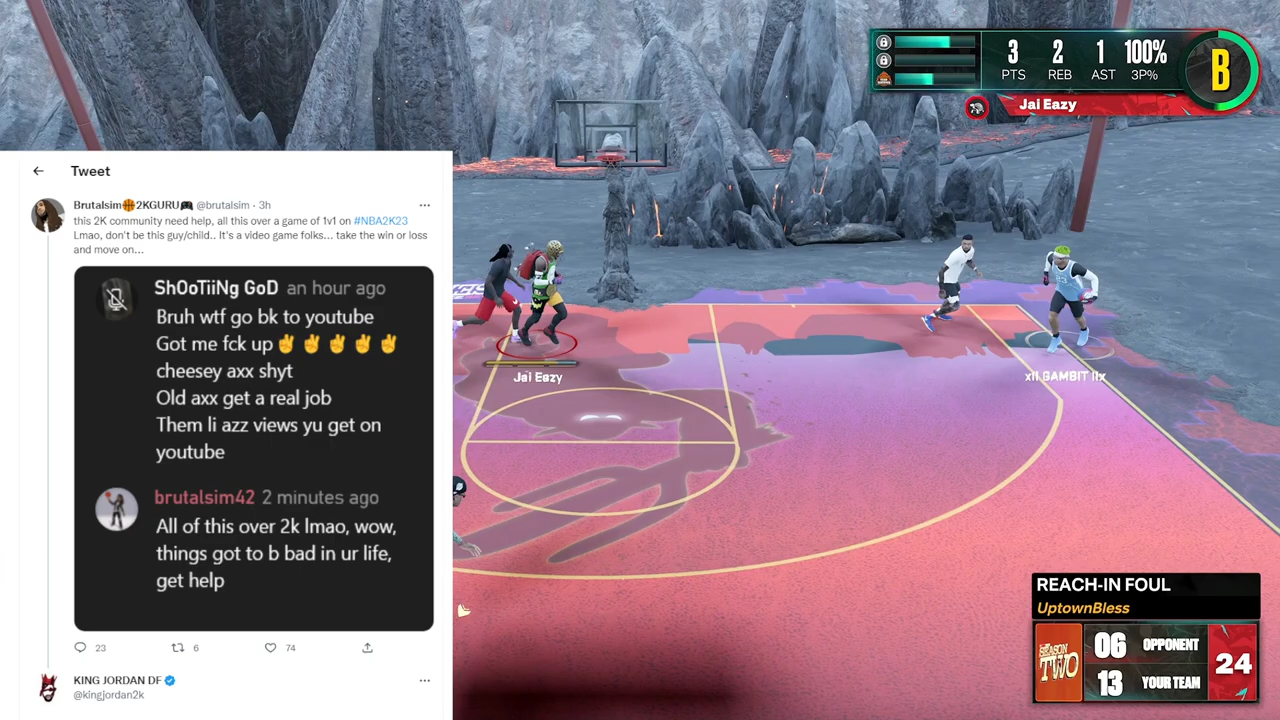 3 2 1 100%
PTS REB AST 3P%
B
Jai Eazy
Tweet
Brutalsim🏀2KGURU🎮 @brutalsim · 3h
this 2K community need help, all this over a game of 1v1 on #NBA2K23
Lmao, don't be this guy/child.. It's a video game folks... take the win or loss
and move on...
ShOoTiiNg GoD an hour ago
Bruh wtf go bk to youtube
Got me fck up✌️✌️✌️✌️✌️
cheesey axx shyt
Old axx get a real job
Them li azz views yu get on
youtube
brutalsim42 2 minutes ago
All of this over 2k lmao, wow,
things got to b bad in ur life,
get help
23 6 74
KING JORDAN DF
@kingjordan2k
Jai Eazy
xII GAMBIT IIx
REACH-IN FOUL
UptownBless
SEASON
TWO
06 OPPONENT
13 YOUR TEAM
24